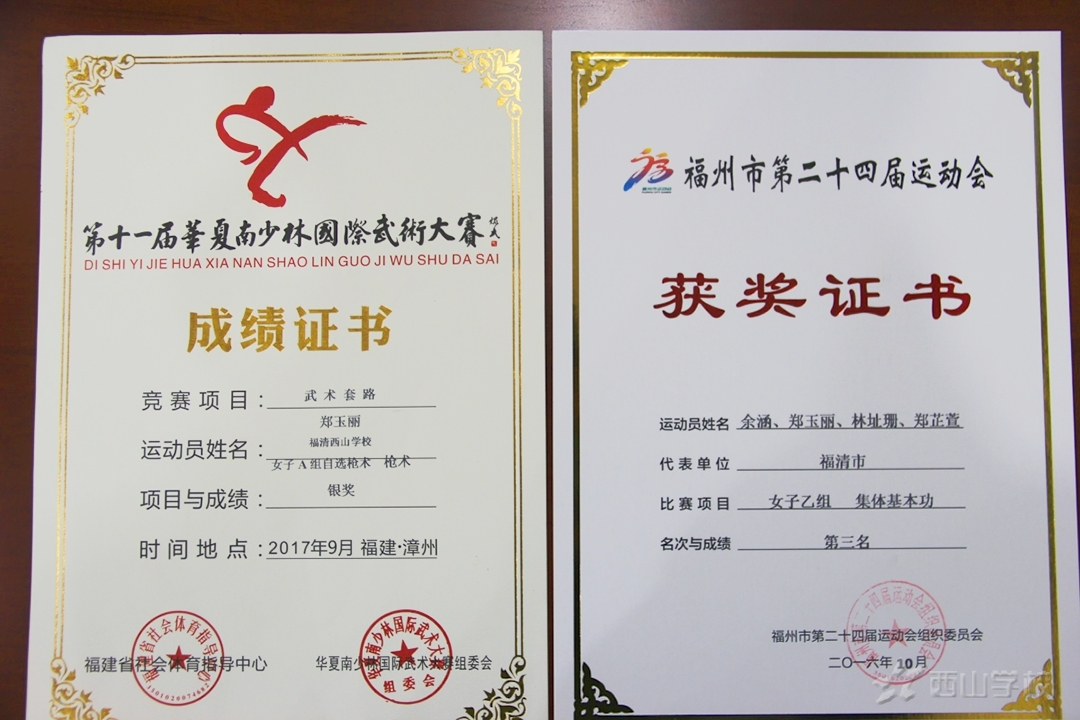 第十一届華夏南少林國際武術大賽
DI SHI YI JIE HUA XIA NAN SHAO LIN GUO JI WU SHU DA SAI
成绩证书
竞赛项目： 武术套路
郑玉丽
运动员姓名： 福清西山学校
女子A组自选枪术 枪术
项目与成绩： 银奖
时间地点：2017年9月 福建·漳州
福建省社会体育指导中心
华夏南少林国际武术大赛组委会
组委会
福州市第二十四届运动会
获奖证书
运动员姓名 余涵、郑玉丽、林址珊、郑芷萱
代表单位 福清市
比赛项目 女子乙组 集体基本功
名次与成绩 第三名
福州市第二十四届运动会组织委员会
二〇一六年10月
西山学校